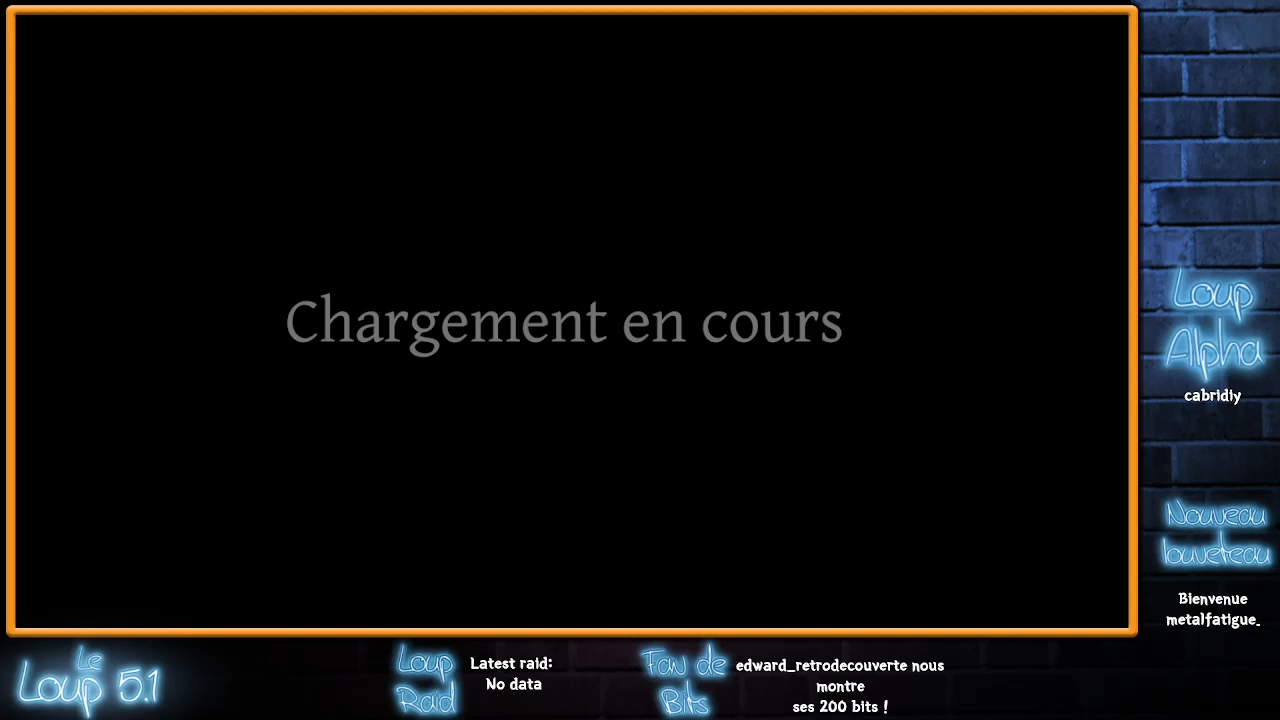 Chargement en cours
Loup
Alpha
cabridiy
Nouveau
louveteau
Bienvenue
metalfatigue_
Le
Loup 5.1
Loup
Raid
Latest raid:
No data
Fan de
Bits
edward_retrodecouverte nous
montre
ses 200 bits !